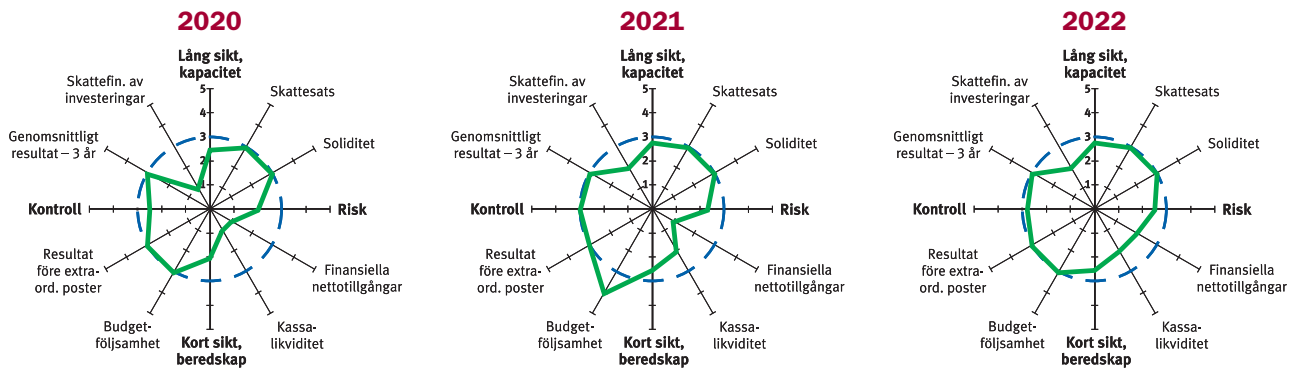 2020
Lång sikt,
kapacitet
Skattefin. av
investeringar
Skattesats
Genomsnittligt
resultat – 3 år
Soliditet
5
4
3
2
1
Kontroll
Risk
Resultat
före extra-
ord. poster
Finansiella
nettotillgångar
Budget-
följsamhet
Kassa-
likviditet
Kort sikt,
beredskap
2021
Lång sikt,
kapacitet
Skattefin. av
investeringar
Skattesats
Genomsnittligt
resultat – 3 år
Soliditet
5
4
3
2
1
Kontroll
Risk
Resultat
före extra-
ord. poster
Finansiella
nettotillgångar
Budget-
följsamhet
Kassa-
likviditet
Kort sikt,
beredskap
2022
Lång sikt,
kapacitet
Skattefin. av
investeringar
Skattesats
Genomsnittligt
resultat – 3 år
Soliditet
5
4
3
2
1
Kontroll
Risk
Resultat
före extra-
ord. poster
Finansiella
nettotillgångar
Budget-
följsamhet
Kassa-
likviditet
Kort sikt,
beredskap